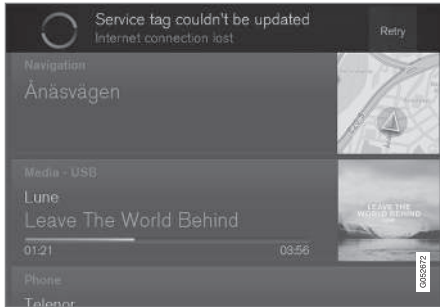 Service tag couldn't be updated
Internet connection lost
Retry
Navigation
Ånäsvägen
Media - USB
Lune
Leave The World Behind
01:21
03:56
LEAVE THE
WORLD BEHIND
Phone
Telenor
G052672